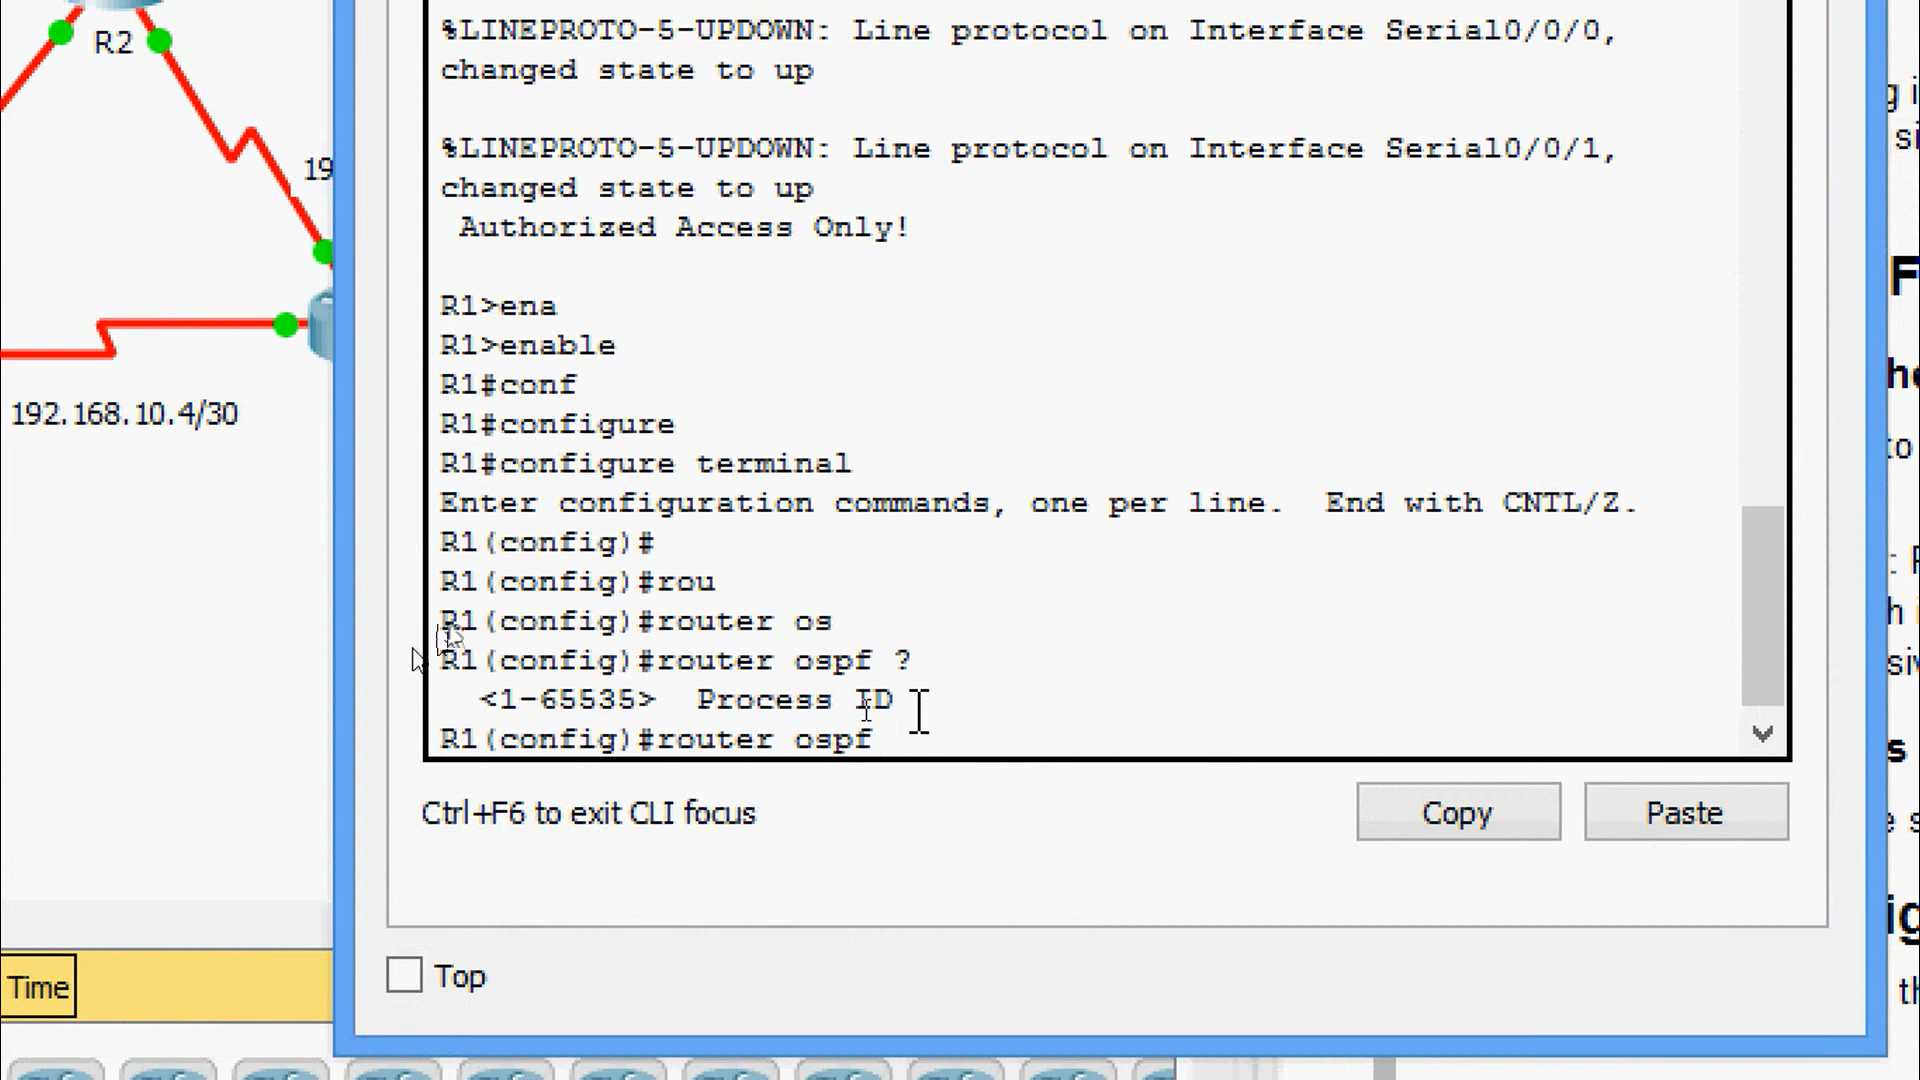 %LINEPROTO-5-UPDOWN: Line protocol on Interface Serial0/0/0,
changed state to up
%LINEPROTO-5-UPDOWN: Line protocol on Interface Serial0/0/1,
changed state to up
Authorized Access Only!
R1>ena
R1>enable
R1#conf
R1#configure
R1#configure terminal
Enter configuration commands, one per line.  End with CNTL/Z.
R1(config)#
R1(config)#rou
R1(config)#router os
R1(config)#router ospf ?
<1-65535>  Process ID
R1(config)#router ospf
Ctrl+F6 to exit CLI focus
Copy
Paste
Top
R2
19
192.168.10.4/30
Time